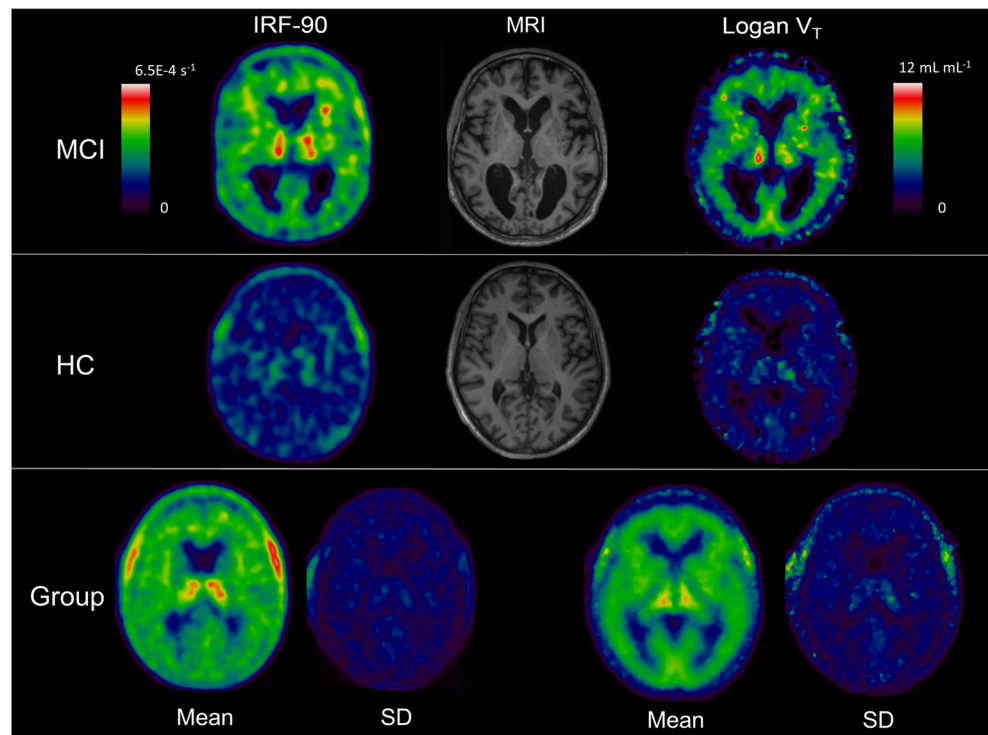 IRF-90
MRI
Logan V_T
6.5E-4 s⁻¹
12 mL mL⁻¹
MCI
0
0
HC
Group
Mean
SD
Mean
SD